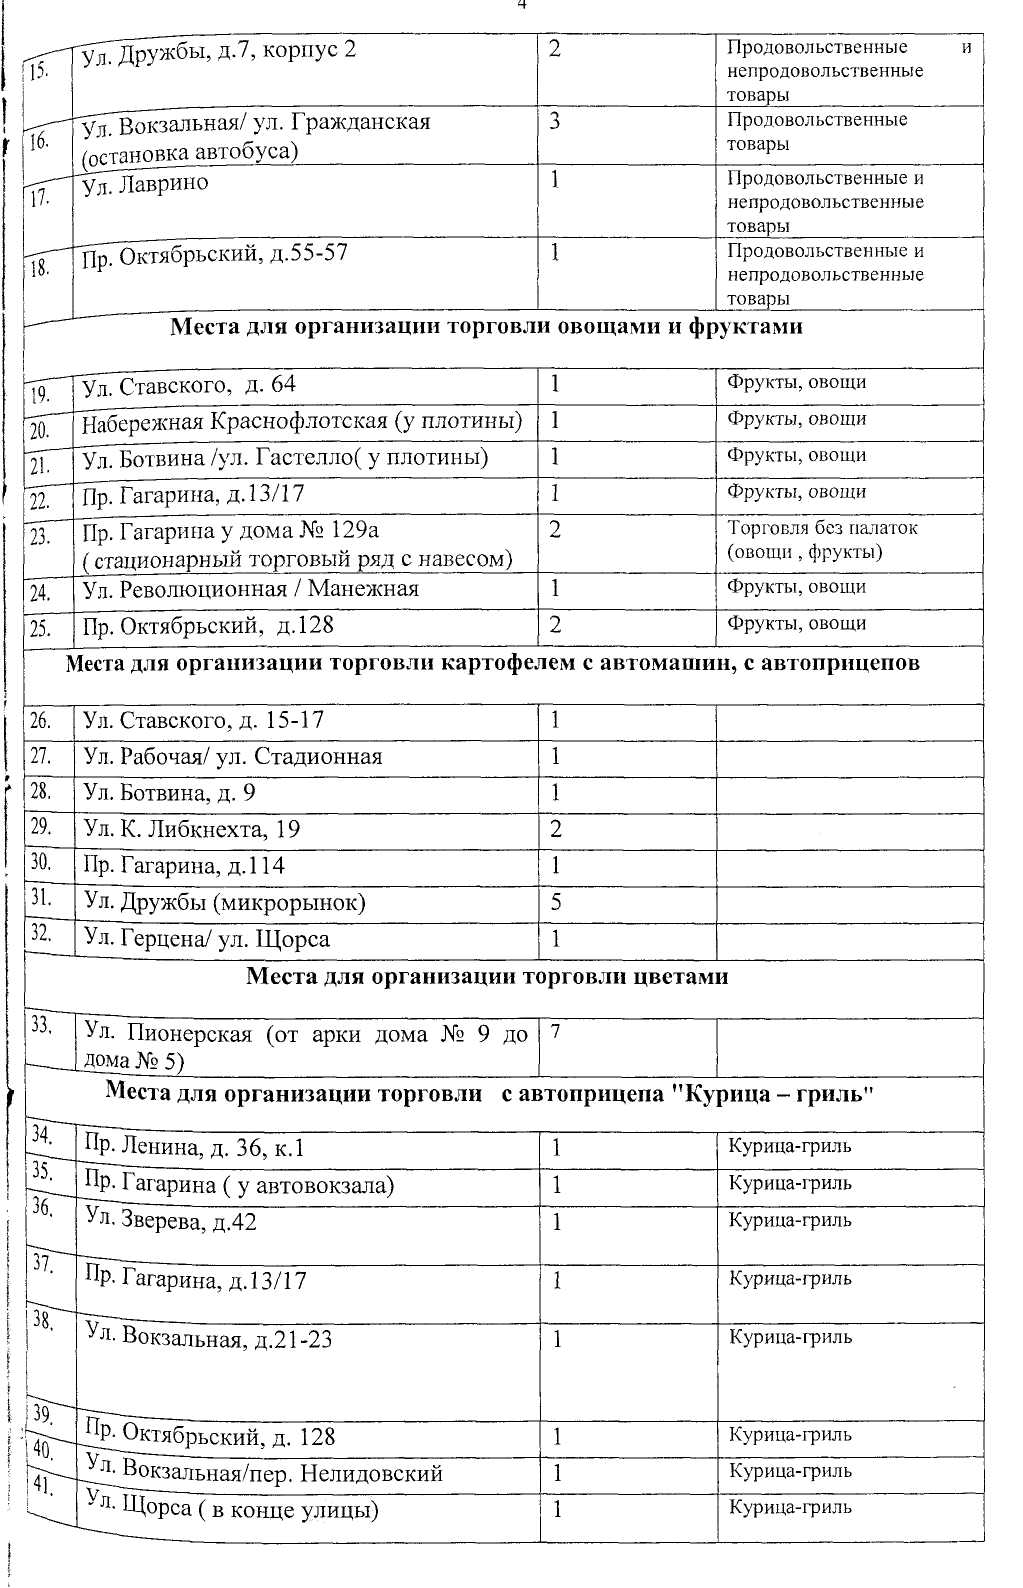 4
15. Ул. Дружбы, д.7, корпус 2 2 Продовольственные и
непродовольственные
товары
16. Ул. Вокзальная/ ул. Гражданская 3 Продовольственные
(остановка автобуса) товары
17. Ул. Лаврино 1 Продовольственные и
непродовольственные
товары
18. Пр. Октябрьский, д.55-57 1 Продовольственные и
непродовольственные
товары
Места для организации торговли овощами и фруктами
19. Ул. Ставского, д. 64 1 Фрукты, овощи
20. Набережная Краснофлотская (у плотины) 1 Фрукты, овощи
21. Ул. Ботвина /ул. Гастелло( у плотины) 1 Фрукты, овощи
22. Пр. Гагарина, д.13/17 1 Фрукты, овощи
23. Пр. Гагарина у дома № 129а 2 Торговля без палаток
( стационарный торговый ряд с навесом) (овощи , фрукты)
24. Ул. Революционная / Манежная 1 Фрукты, овощи
25. Пр. Октябрьский, д.128 2 Фрукты, овощи
Места для организации торговли картофелем с автомашин, с автоприцепов
26. Ул. Ставского, д. 15-17 1
27. Ул. Рабочая/ ул. Стадионная 1
28. Ул. Ботвина, д. 9 1
29. Ул. К. Либкнехта, 19 2
30. Пр. Гагарина, д.114 1
31. Ул. Дружбы (микрорынок) 5
32. Ул. Герцена/ ул. Щорса 1
Места для организации торговли цветами
33. Ул. Пионерская (от арки дома № 9 до 7
дома № 5)
Места для организации торговли с автоприцепа "Курица – гриль"
34. Пр. Ленина, д. 36, к.1 1 Курица-гриль
35. Пр. Гагарина ( у автовокзала) 1 Курица-гриль
36. Ул. Зверева, д.42 1 Курица-гриль
37. Пр. Гагарина, д.13/17 1 Курица-гриль
38. Ул. Вокзальная, д.21-23 1 Курица-гриль
39. Пр. Октябрьский, д. 128 1 Курица-гриль
40. Ул. Вокзальная/пер. Нелидовский 1 Курица-гриль
41. Ул. Щорса ( в конце улицы) 1 Курица-гриль